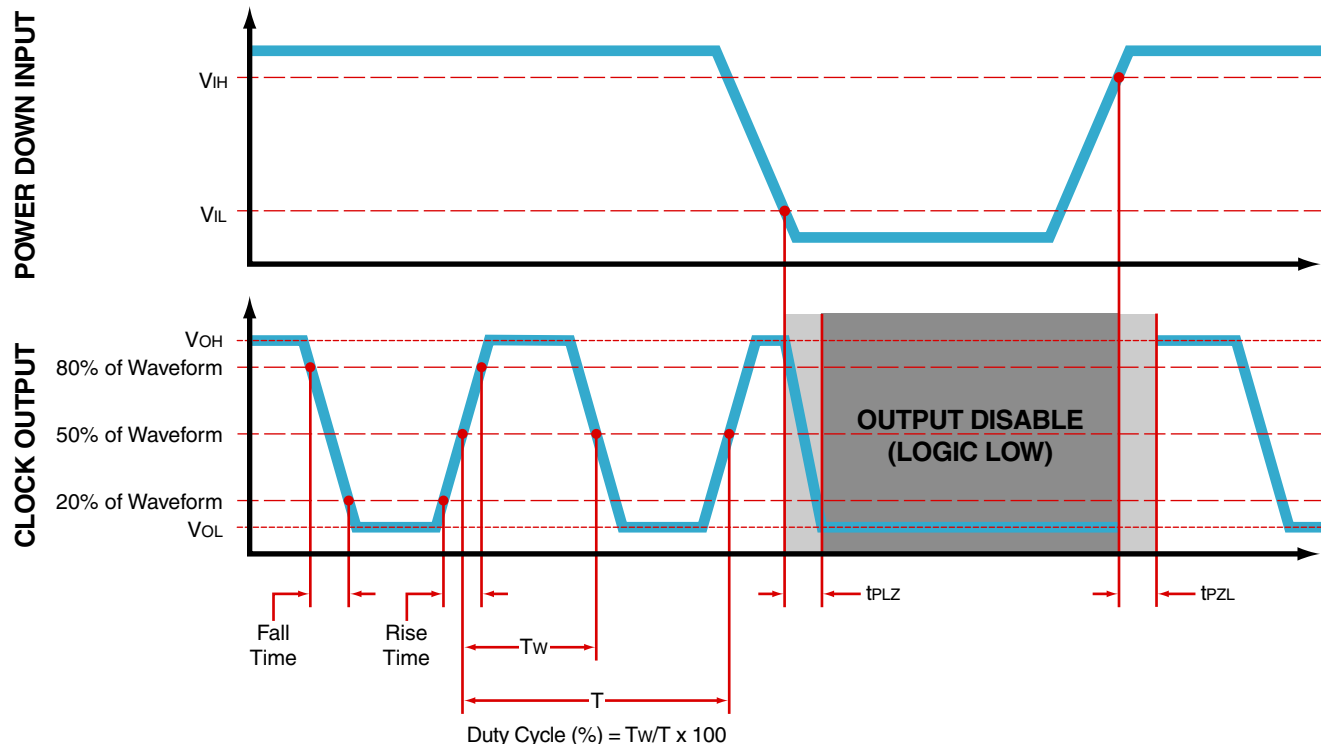 POWER DOWN INPUT
VIH
VIL
CLOCK OUTPUT
VOH
80% of Waveform
50% of Waveform
20% of Waveform
VOL
OUTPUT DISABLE
(LOGIC LOW)
tPLZ
tPZL
Fall
Time
Rise
Time
TW
T
Duty Cycle (%) = TW/T x 100